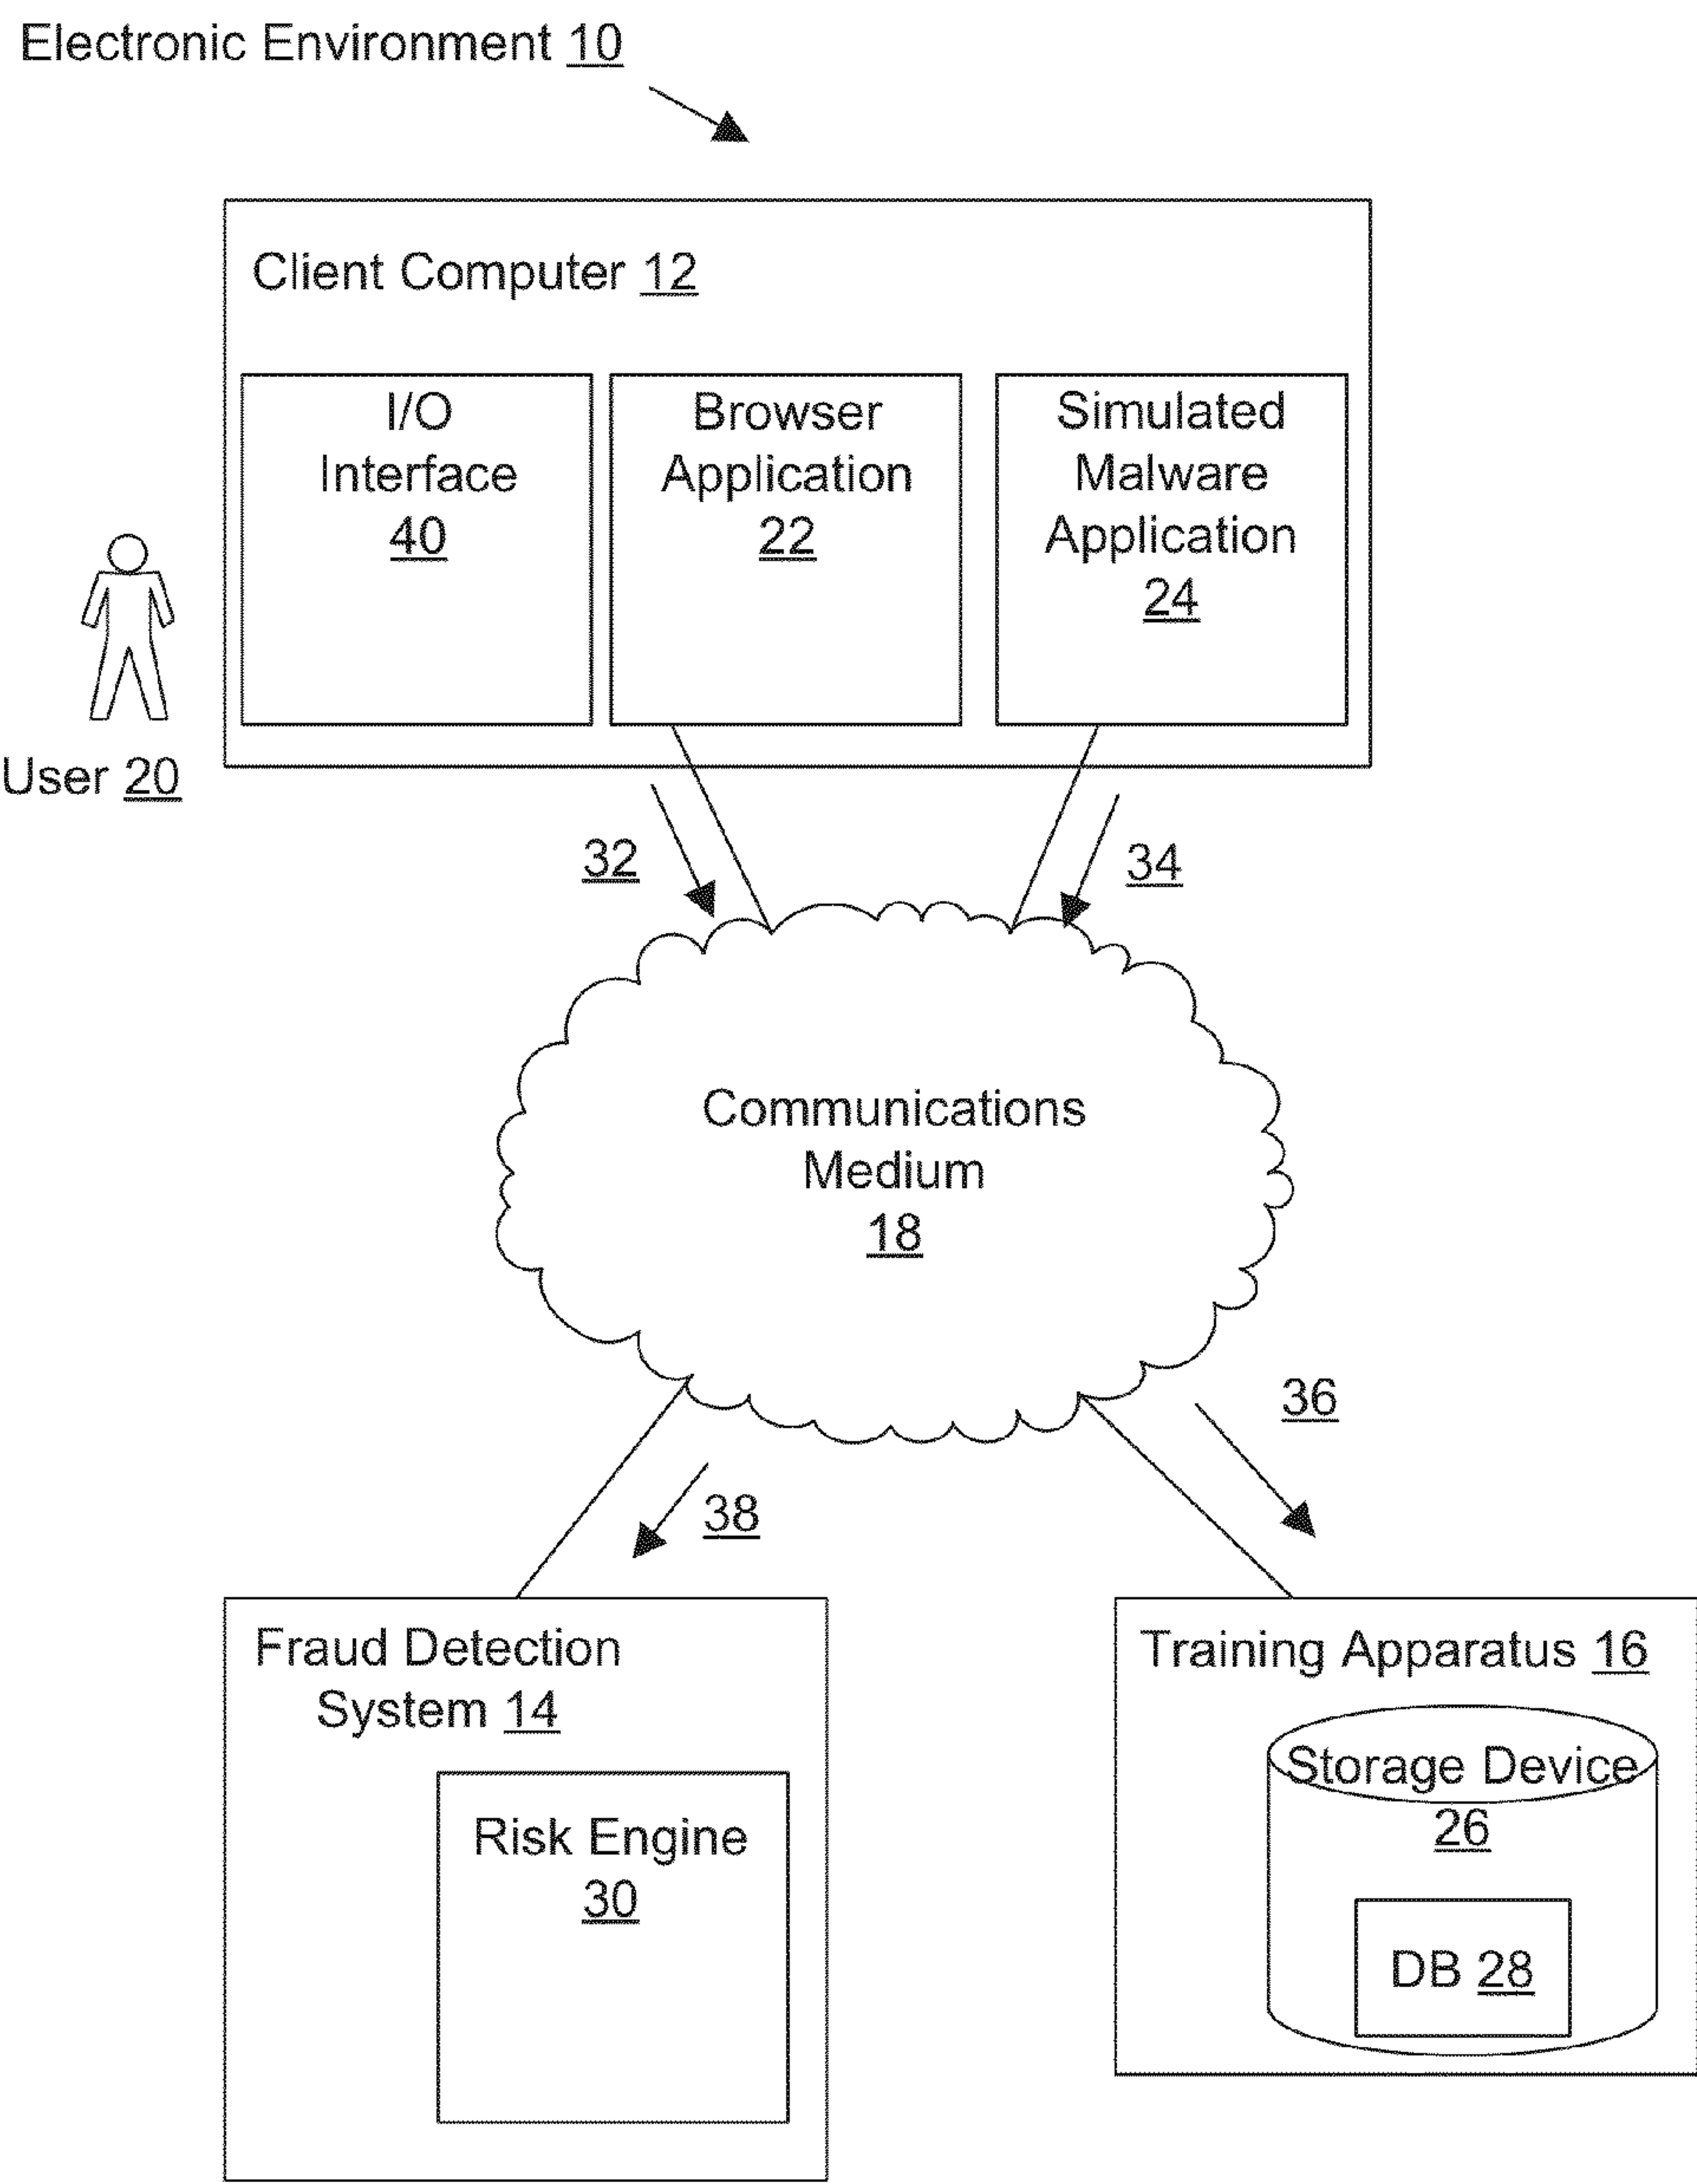 Electronic Environment 10
Client Computer 12
I/O
Interface
40
Browser
Application
22
Simulated
Malware
Application
24
User 20
32
34
Communications
Medium
18
36
38
Fraud Detection
System 14
Risk Engine
30
Training Apparatus 16
Storage Device
26
DB 28